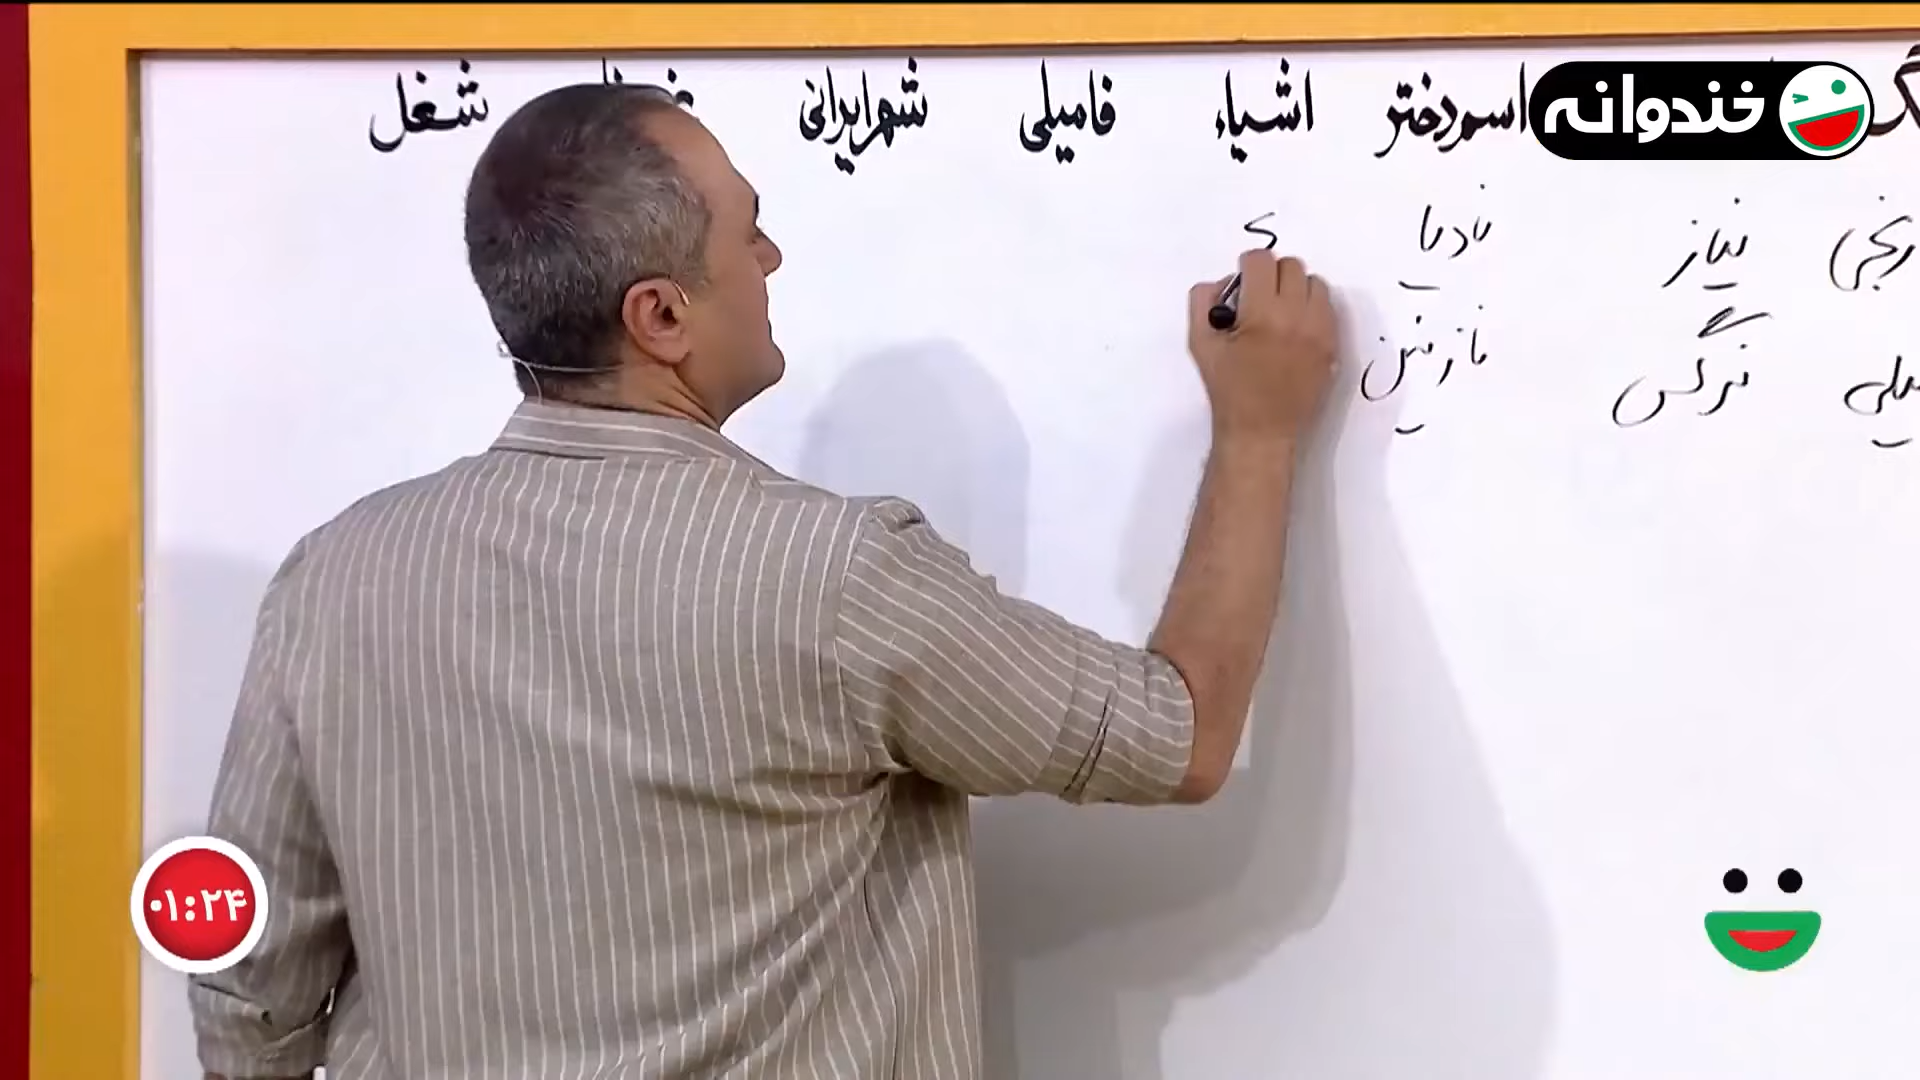 خندوانه
اسم دختر اشیاء فامیلی شهر ایرانی شغل
نیاز نادیا
نرگس نازنین
۰۱:۲۴